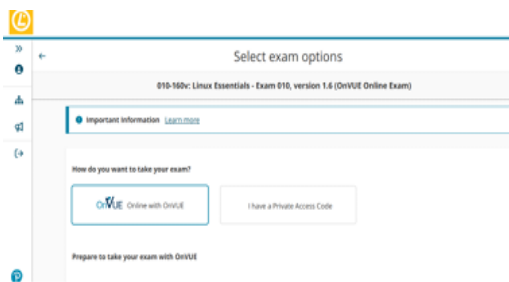 Select exam options
010-160v: Linux Essentials - Exam 010, version 1.6 (OnVUE Online Exam)
Important Information Learn more
How do you want to take your exam?
OnVUE Online with OnVUE
I have a Private Access Code
Prepare to take your exam with OnVUE